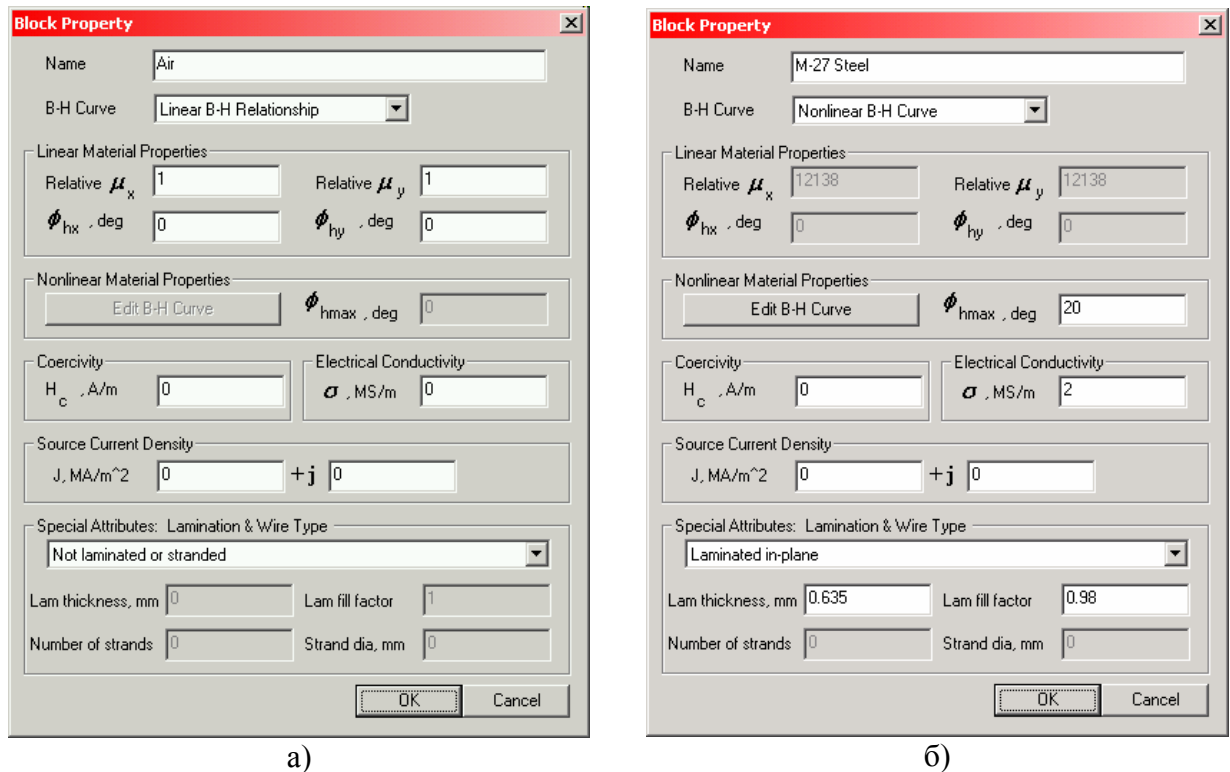 Block Property
Name Air
B-H Curve Linear B-H Relationship
Linear Material Properties
Relative μx 1 Relative μy 1
ϕhx , deg 0 ϕhy , deg 0
Nonlinear Material Properties
Edit B-H Curve ϕhmax , deg 0
Coercivity Electrical Conductivity
Hc , A/m 0 σ , MS/m 0
Source Current Density
J, MA/m^2 0 +j 0
Special Attributes: Lamination & Wire Type
Not laminated or stranded
Lam thickness, mm 0 Lam fill factor 1
Number of strands 0 Strand dia, mm 0
OK Cancel
а)
Block Property
Name M-27 Steel
B-H Curve Nonlinear B-H Curve
Linear Material Properties
Relative μx 12138 Relative μy 12138
ϕhx , deg 0 ϕhy , deg 0
Nonlinear Material Properties
Edit B-H Curve ϕhmax , deg 20
Coercivity Electrical Conductivity
Hc , A/m 0 σ , MS/m 2
Source Current Density
J, MA/m^2 0 +j 0
Special Attributes: Lamination & Wire Type
Laminated in-plane
Lam thickness, mm 0.635 Lam fill factor 0.98
Number of strands 0 Strand dia, mm 0
OK Cancel
б)